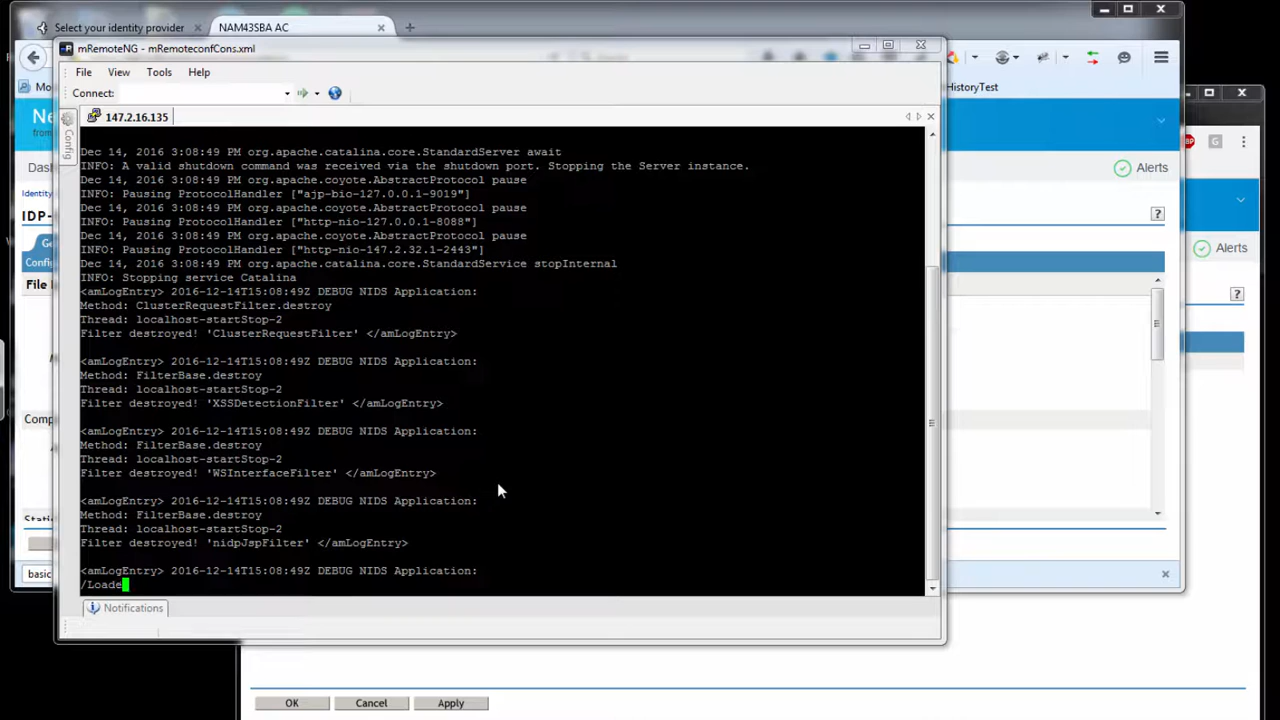 Select your identity provider
NAM43SBA AC
mRemoteNG - mRemoteconfCons.xml
File View Tools Help
Connect:
HistoryTest
147.2.16.135
Config
Alerts
Alerts
Dash
Identity
IDP-
Ge
Config
File
Comp
basic
Dec 14, 2016 3:08:49 PM org.apache.catalina.core.StandardServer await
INFO: A valid shutdown command was received via the shutdown port. Stopping the Server instance.
Dec 14, 2016 3:08:49 PM org.apache.coyote.AbstractProtocol pause
INFO: Pausing ProtocolHandler ["ajp-bio-127.0.0.1-9019"]
Dec 14, 2016 3:08:49 PM org.apache.coyote.AbstractProtocol pause
INFO: Pausing ProtocolHandler ["http-nio-127.0.0.1-8088"]
Dec 14, 2016 3:08:49 PM org.apache.coyote.AbstractProtocol pause
INFO: Pausing ProtocolHandler ["http-nio-147.2.32.1-2443"]
Dec 14, 2016 3:08:49 PM org.apache.catalina.core.StandardService stopInternal
INFO: Stopping service Catalina
<amLogEntry> 2016-12-14T15:08:49Z DEBUG NIDS Application:
Method: ClusterRequestFilter.destroy
Thread: localhost-startStop-2
Filter destroyed! 'ClusterRequestFilter' </amLogEntry>
<amLogEntry> 2016-12-14T15:08:49Z DEBUG NIDS Application:
Method: FilterBase.destroy
Thread: localhost-startStop-2
Filter destroyed! 'XSSDetectionFilter' </amLogEntry>
<amLogEntry> 2016-12-14T15:08:49Z DEBUG NIDS Application:
Method: FilterBase.destroy
Thread: localhost-startStop-2
Filter destroyed! 'WSInterfaceFilter' </amLogEntry>
<amLogEntry> 2016-12-14T15:08:49Z DEBUG NIDS Application:
Method: FilterBase.destroy
Thread: localhost-startStop-2
Filter destroyed! 'nidpJspFilter' </amLogEntry>
<amLogEntry> 2016-12-14T15:08:49Z DEBUG NIDS Application:
/Loade
Notifications
OK Cancel Apply